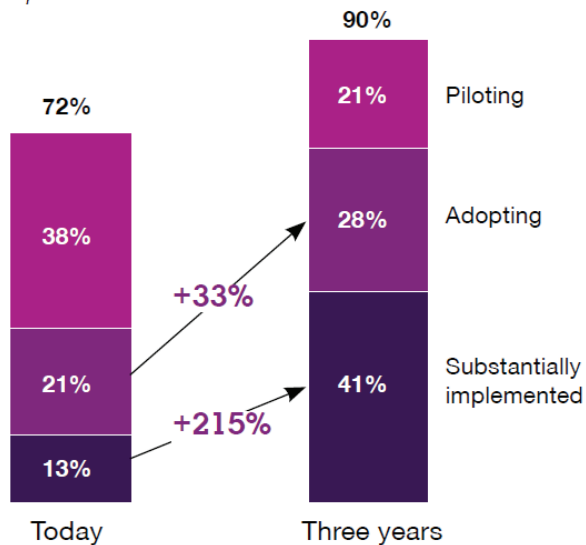 90%
72%
21%
Piloting
38%
28%
Adopting
+33%
21%
41%
Substantially
implemented
+215%
13%
Today
Three years